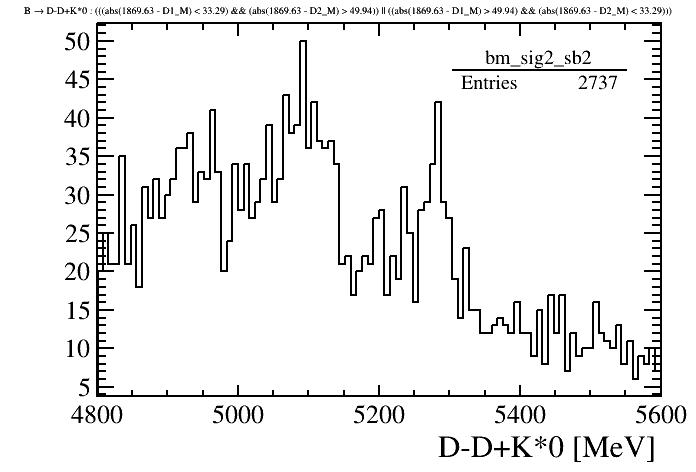 B → D-D+K*0 : (((abs(1869.63 - D1_M) < 33.29) && (abs(1869.63 - D2_M) > 49.94)) || ((abs(1869.63 - D1_M) > 49.94) && (abs(1869.63 - D2_M) < 33.29)))
50
bm_sig2_sb2
Entries 2737
45
40
35
30
25
20
15
10
5
4800 5000 5200 5400 5600
D-D+K*0 [MeV]